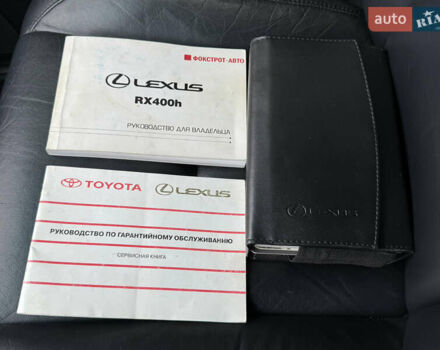 auto RIA
ФОКСТРОТ-АВТО
LEXUS
RX400h
РУКОВОДСТВО ДЛЯ ВЛАДЕЛЬЦА
TOYOTA LEXUS
РУКОВОДСТВО ПО ГАРАНТИЙНОМУ ОБСЛУЖИВАНИЮ
СЕРВИСНАЯ КНИГА
LEXUS